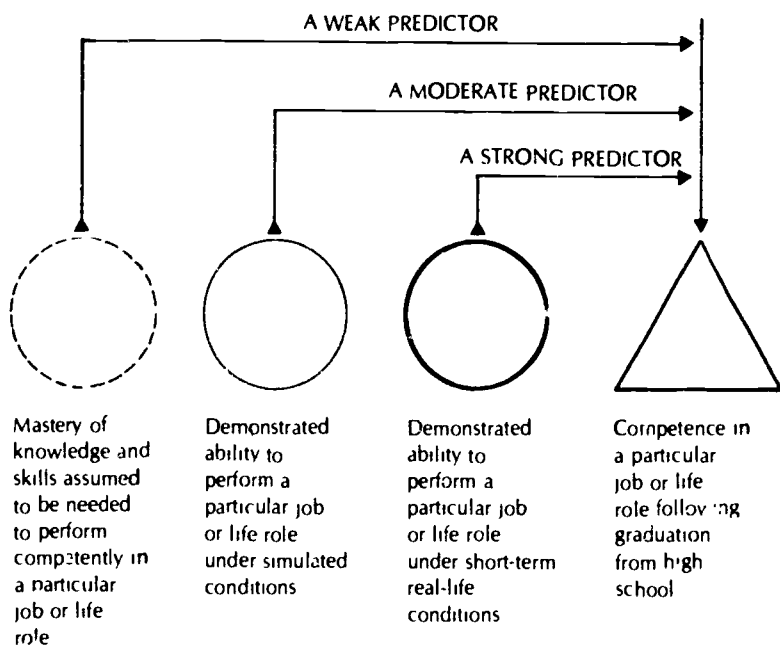 A WEAK PREDICTOR
A MODERATE PREDICTOR
A STRONG PREDICTOR
Mastery of
knowledge and
skills assumed
to be needed
to perform
competently in
a particular
job or life
role
Demonstrated
ability to
perform a
particular job
or life role
under simulated
conditions
Demonstrated
ability to
perform a
particular job
or life role
under short-term
real-life
conditions
Competence in
a particular
job or life
role following
graduation
from high
school